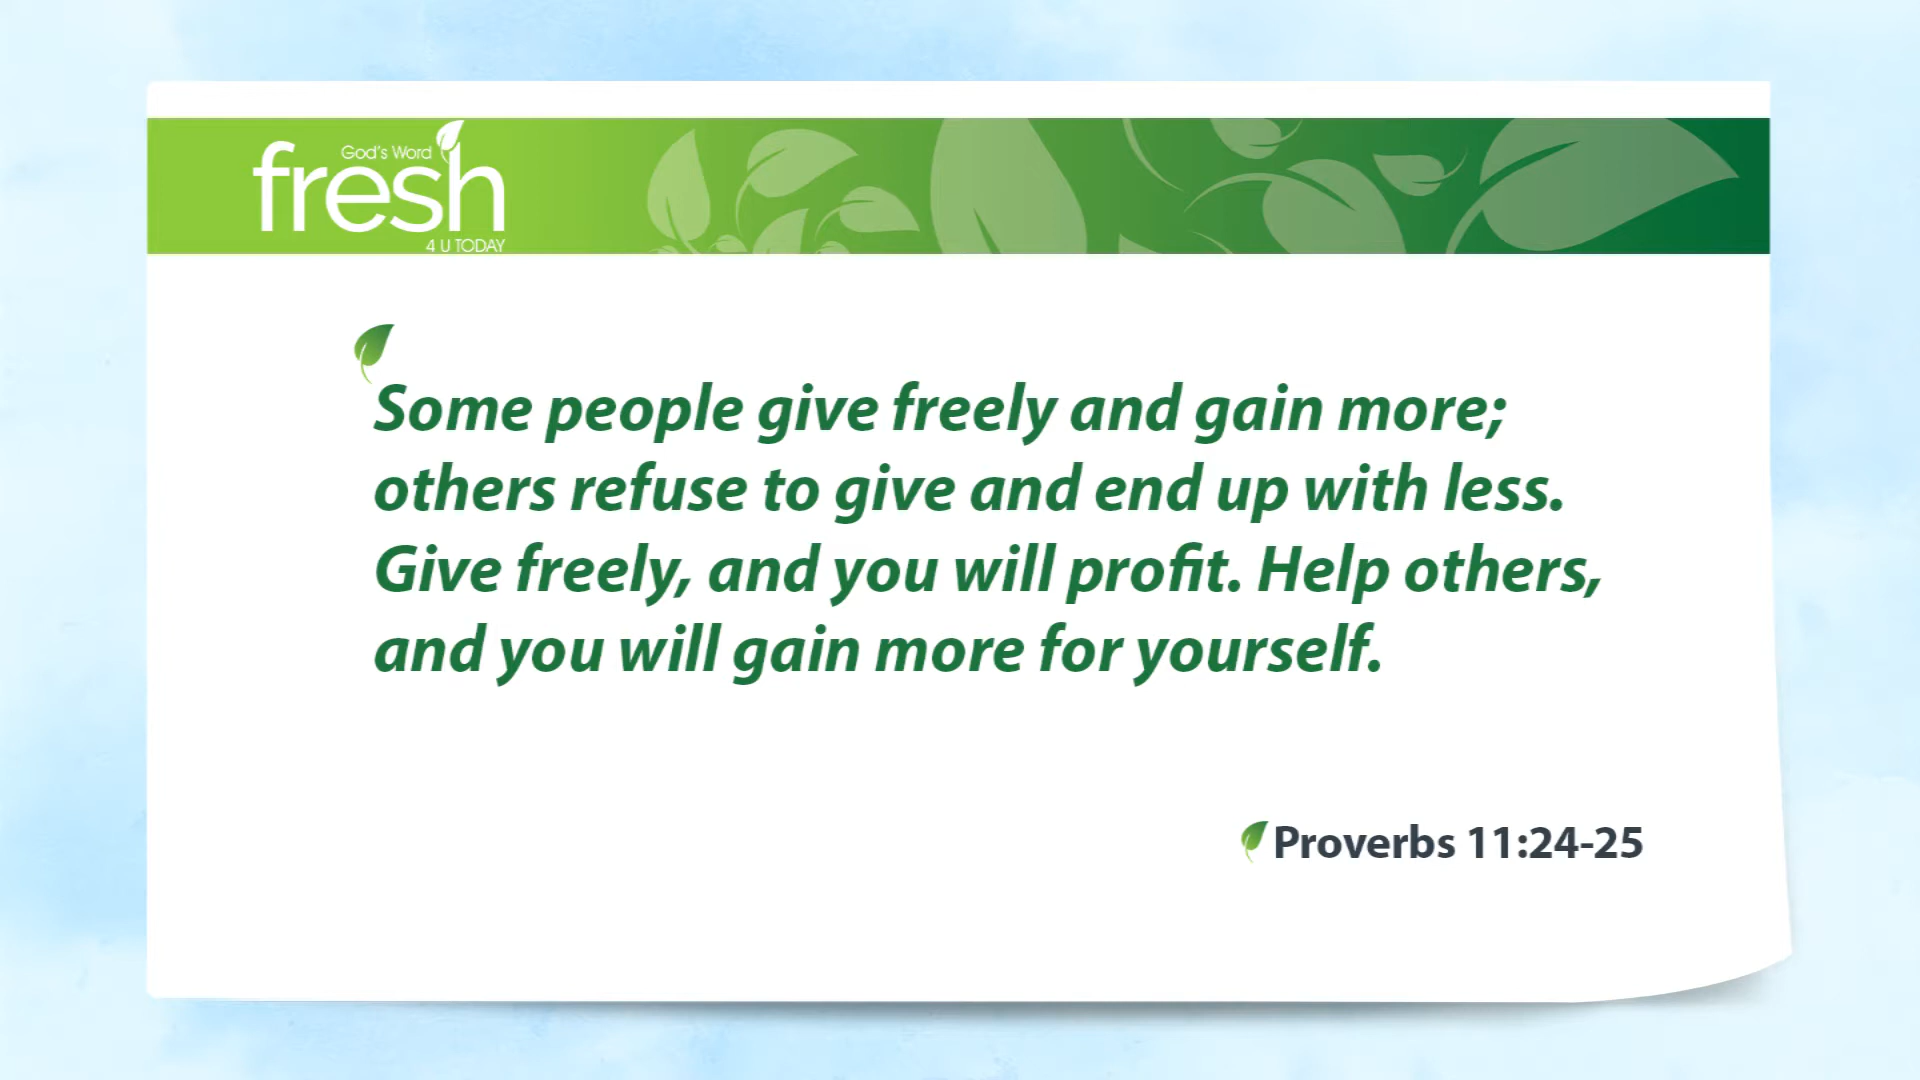 God's Word
fresh
4 U TODAY
Some people give freely and gain more;
others refuse to give and end up with less.
Give freely, and you will profit. Help others,
and you will gain more for yourself.
Proverbs 11:24-25